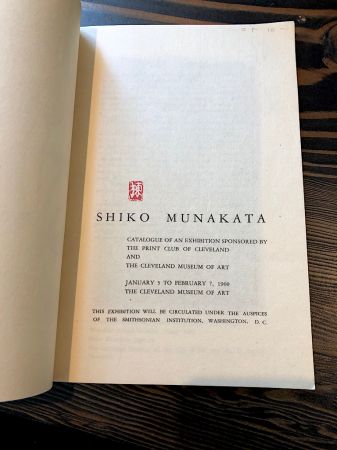 SHIKO MUNAKATA
CATALOGUE OF AN EXHIBITION SPONSORED BY
THE PRINT CLUB OF CLEVELAND
AND
THE CLEVELAND MUSEUM OF ART
JANUARY 5 TO FEBRUARY 7, 1960
THE CLEVELAND MUSEUM OF ART
THIS EXHIBITION WILL BE CIRCULATED UNDER THE AUSPICES
OF THE SMITHSONIAN INSTITUTION, WASHINGTON, D. C.